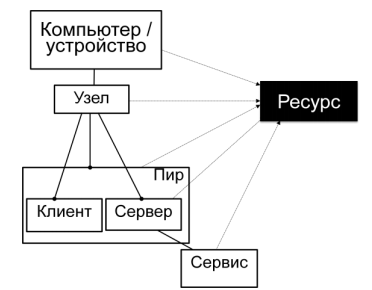 Компьютер /
устройство
Узел
Ресурс
Пир
Клиент
Сервер
Сервис